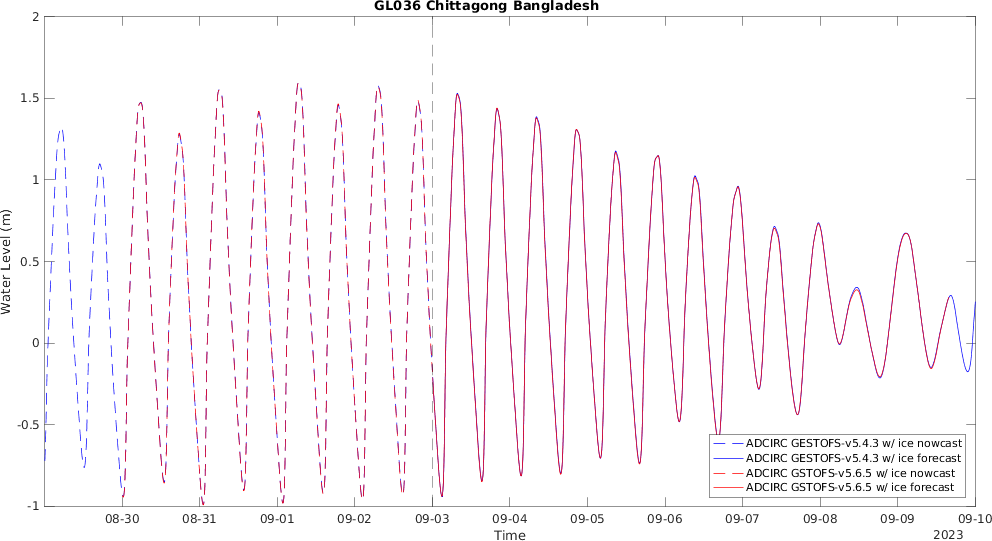 GL036 Chittagong Bangladesh
2
1.5
1
0.5
0
-0.5
-1
Water Level (m)
ADCIRC GESTOFS-v5.4.3 w/ ice nowcast
ADCIRC GESTOFS-v5.4.3 w/ ice forecast
ADCIRC GSTOFS-v5.6.5 w/ ice nowcast
ADCIRC GSTOFS-v5.6.5 w/ ice forecast
08-30 08-31 09-01 09-02 09-03 09-04 09-05 09-06 09-07 09-08 09-09 09-10
Time
2023